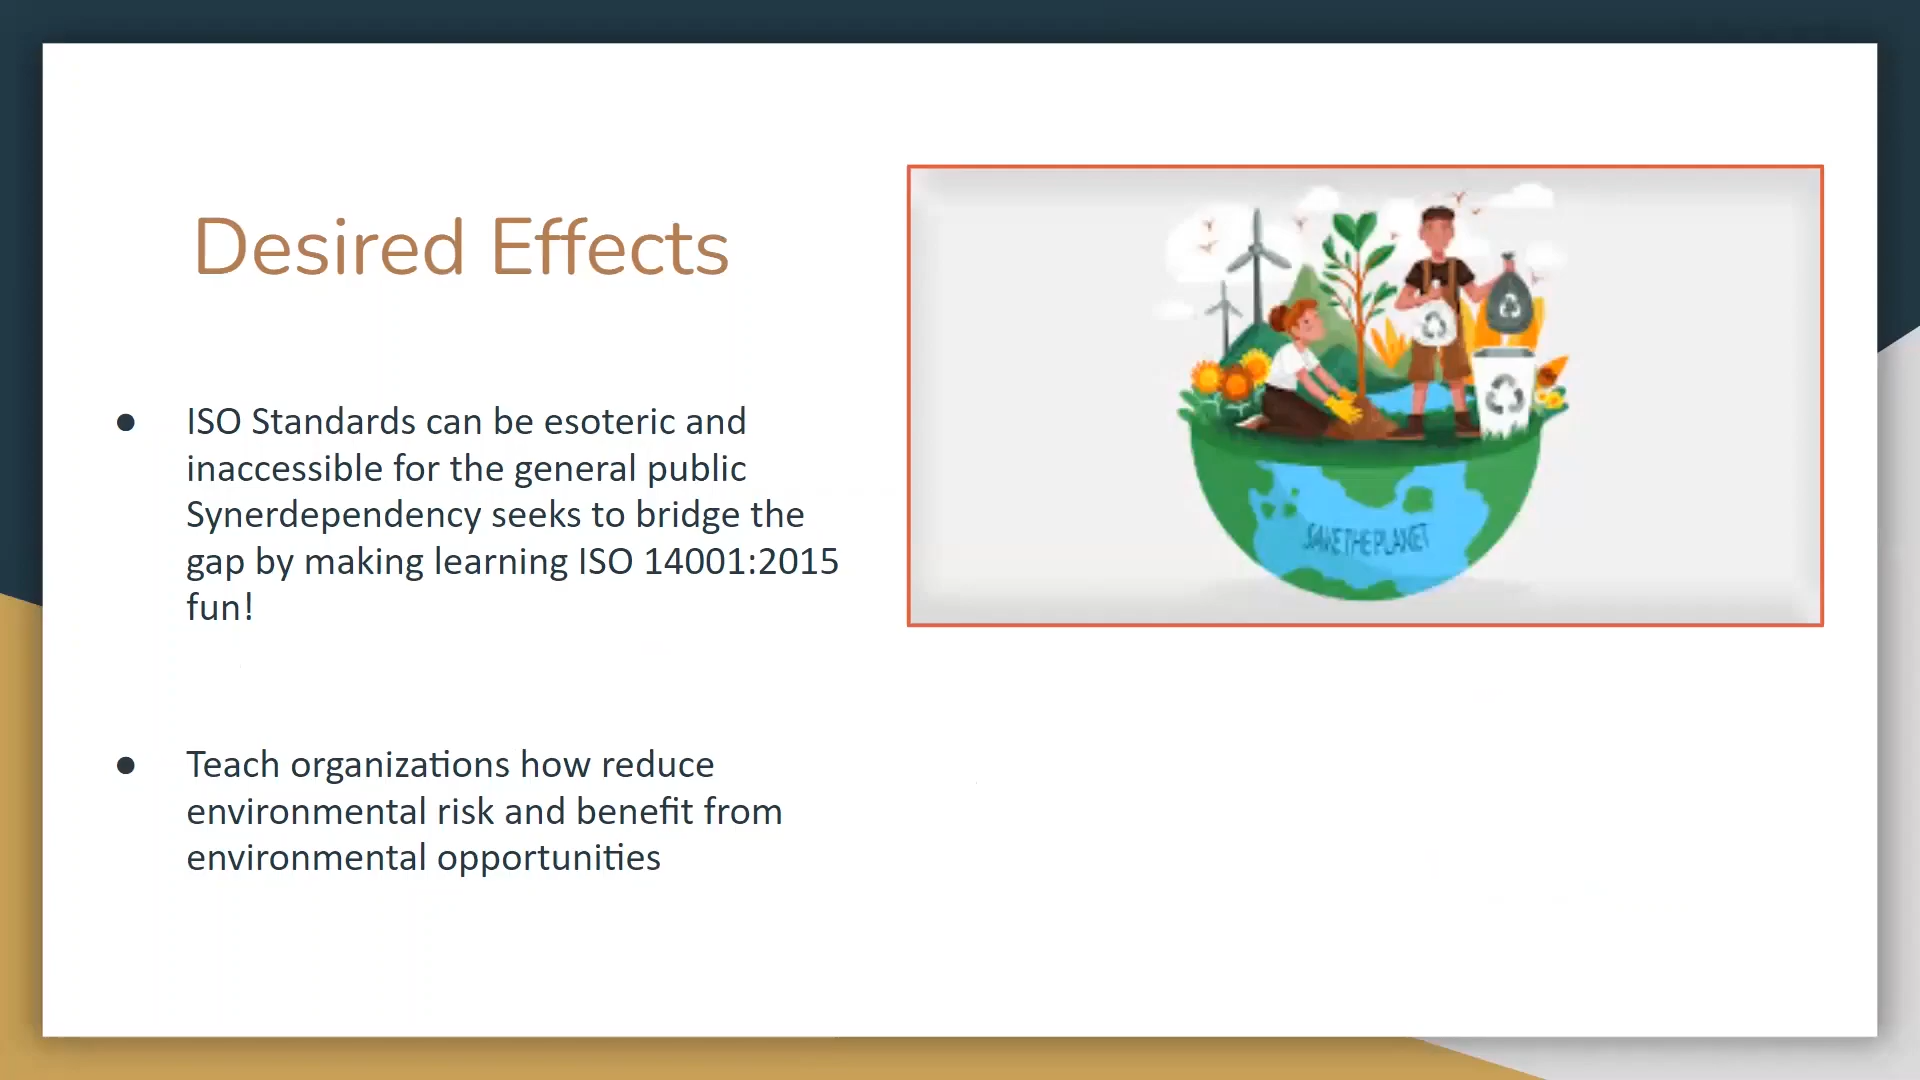 Desired Effects
● ISO Standards can be esoteric and
inaccessible for the general public
Synerdependency seeks to bridge the
gap by making learning ISO 14001:2015
fun!
● Teach organizations how reduce
environmental risk and benefit from
environmental opportunities
SAVE THE PLANET